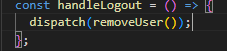 const handleLogout = () => {
dispatch(removeUser());
};